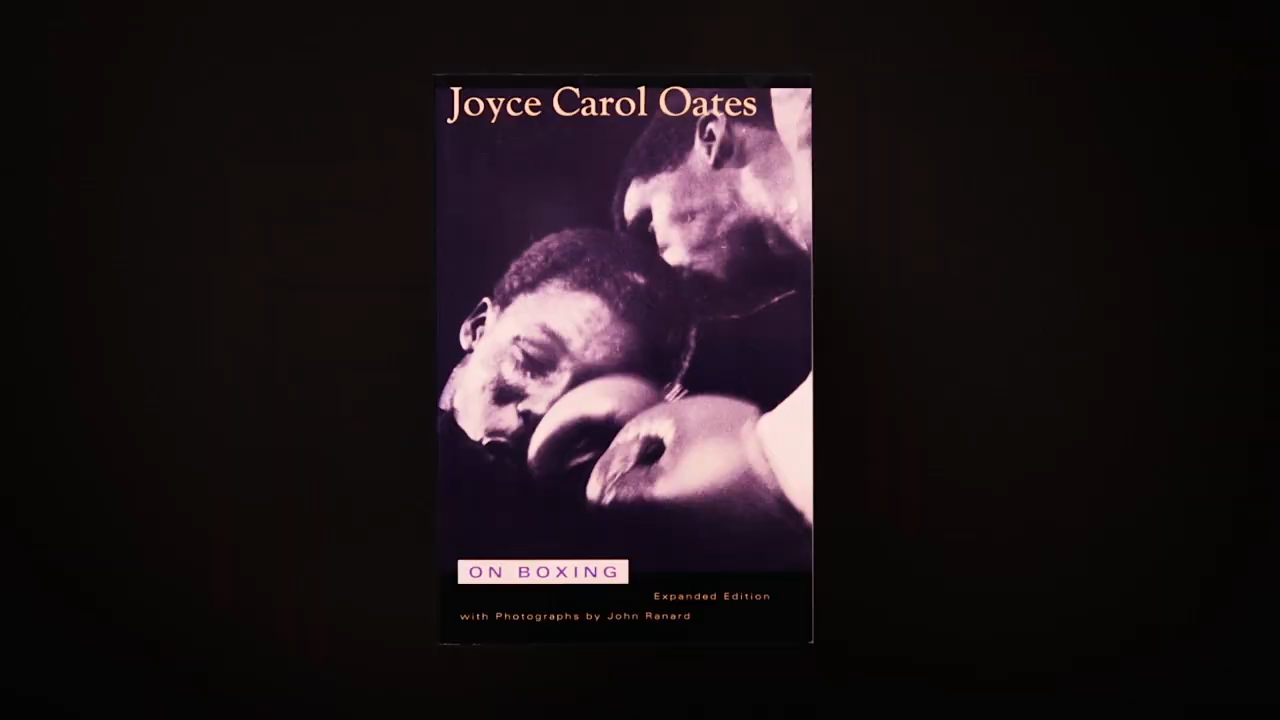 Joyce Carol Oates
ON BOXING
Expanded Edition
with Photographs by John Ranard